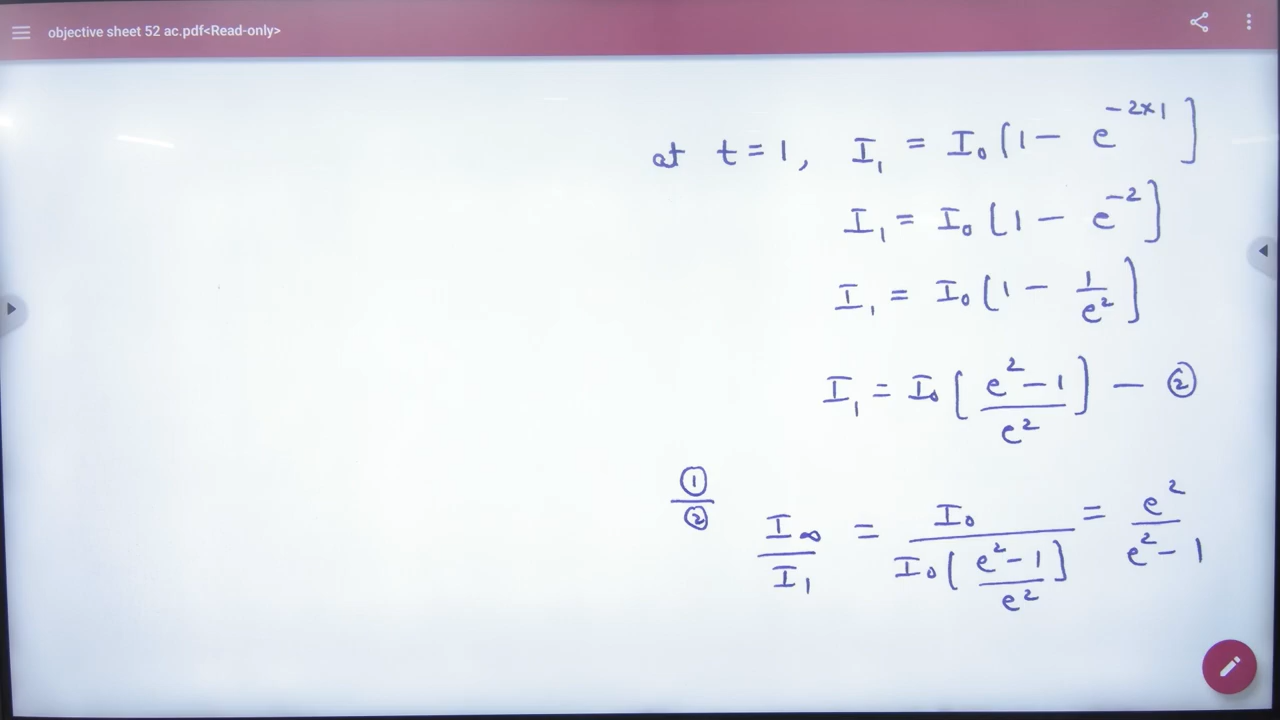 objective sheet 52 ac.pdf<Read-only>
at t = 1, I₁ = I₀ [1 − e^(−2×1)]
I₁ = I₀ [1 − e^(−2)]
I₁ = I₀ [1 − 1/e²]
I₁ = I₀ [(e² − 1)/e²] — ②
①/② I∞/I₁ = I₀/(I₀ [(e² − 1)/e²]) = e²/(e² − 1)